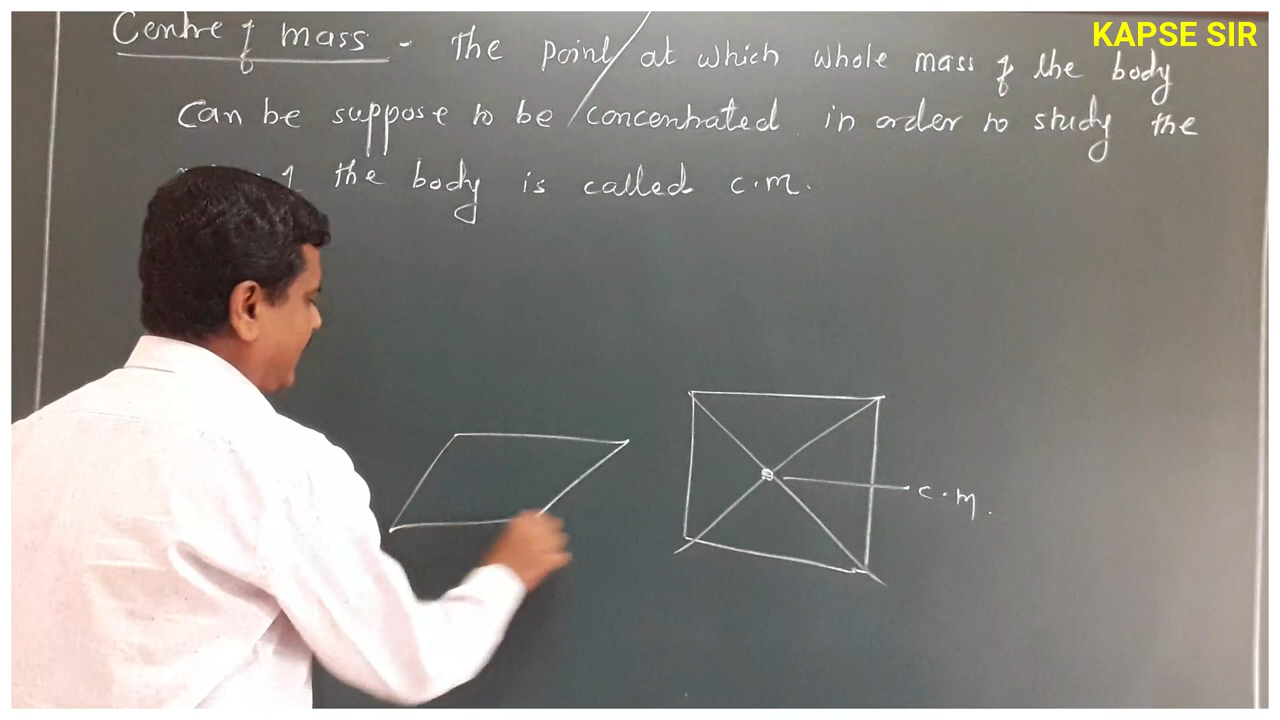 KAPSE SIR
Centre of mass - The point at which whole mass of the body
can be suppose to be concentrated in order to study the
the body is called c.m.
c.m.